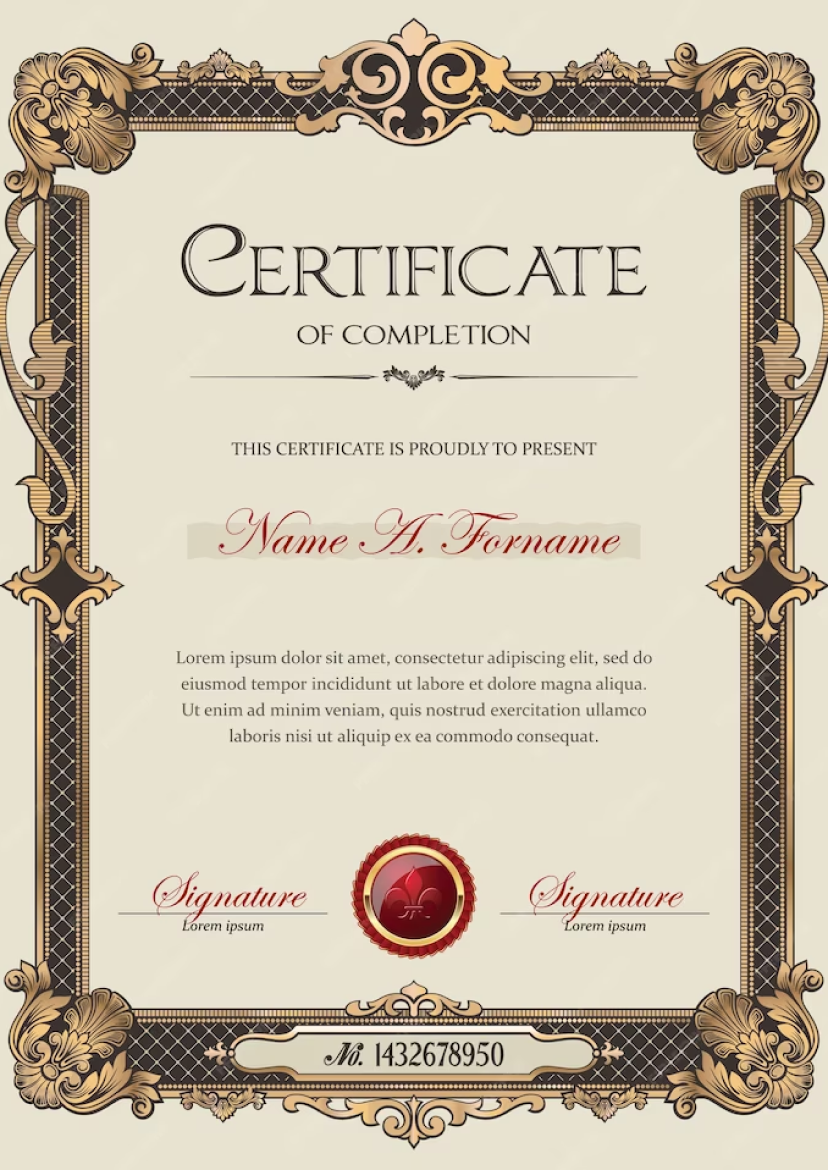 CERTIFICATE
OF COMPLETION
THIS CERTIFICATE IS PROUDLY TO PRESENT
Name A. Forname
Lorem ipsum dolor sit amet, consectetur adipiscing elit, sed do
eiusmod tempor incididunt ut labore et dolore magna aliqua.
Ut enim ad minim veniam, quis nostrud exercitation ullamco
laboris nisi ut aliquip ex ea commodo consequat.
Signature
Lorem ipsum
Signature
Lorem ipsum
No. 1432678950